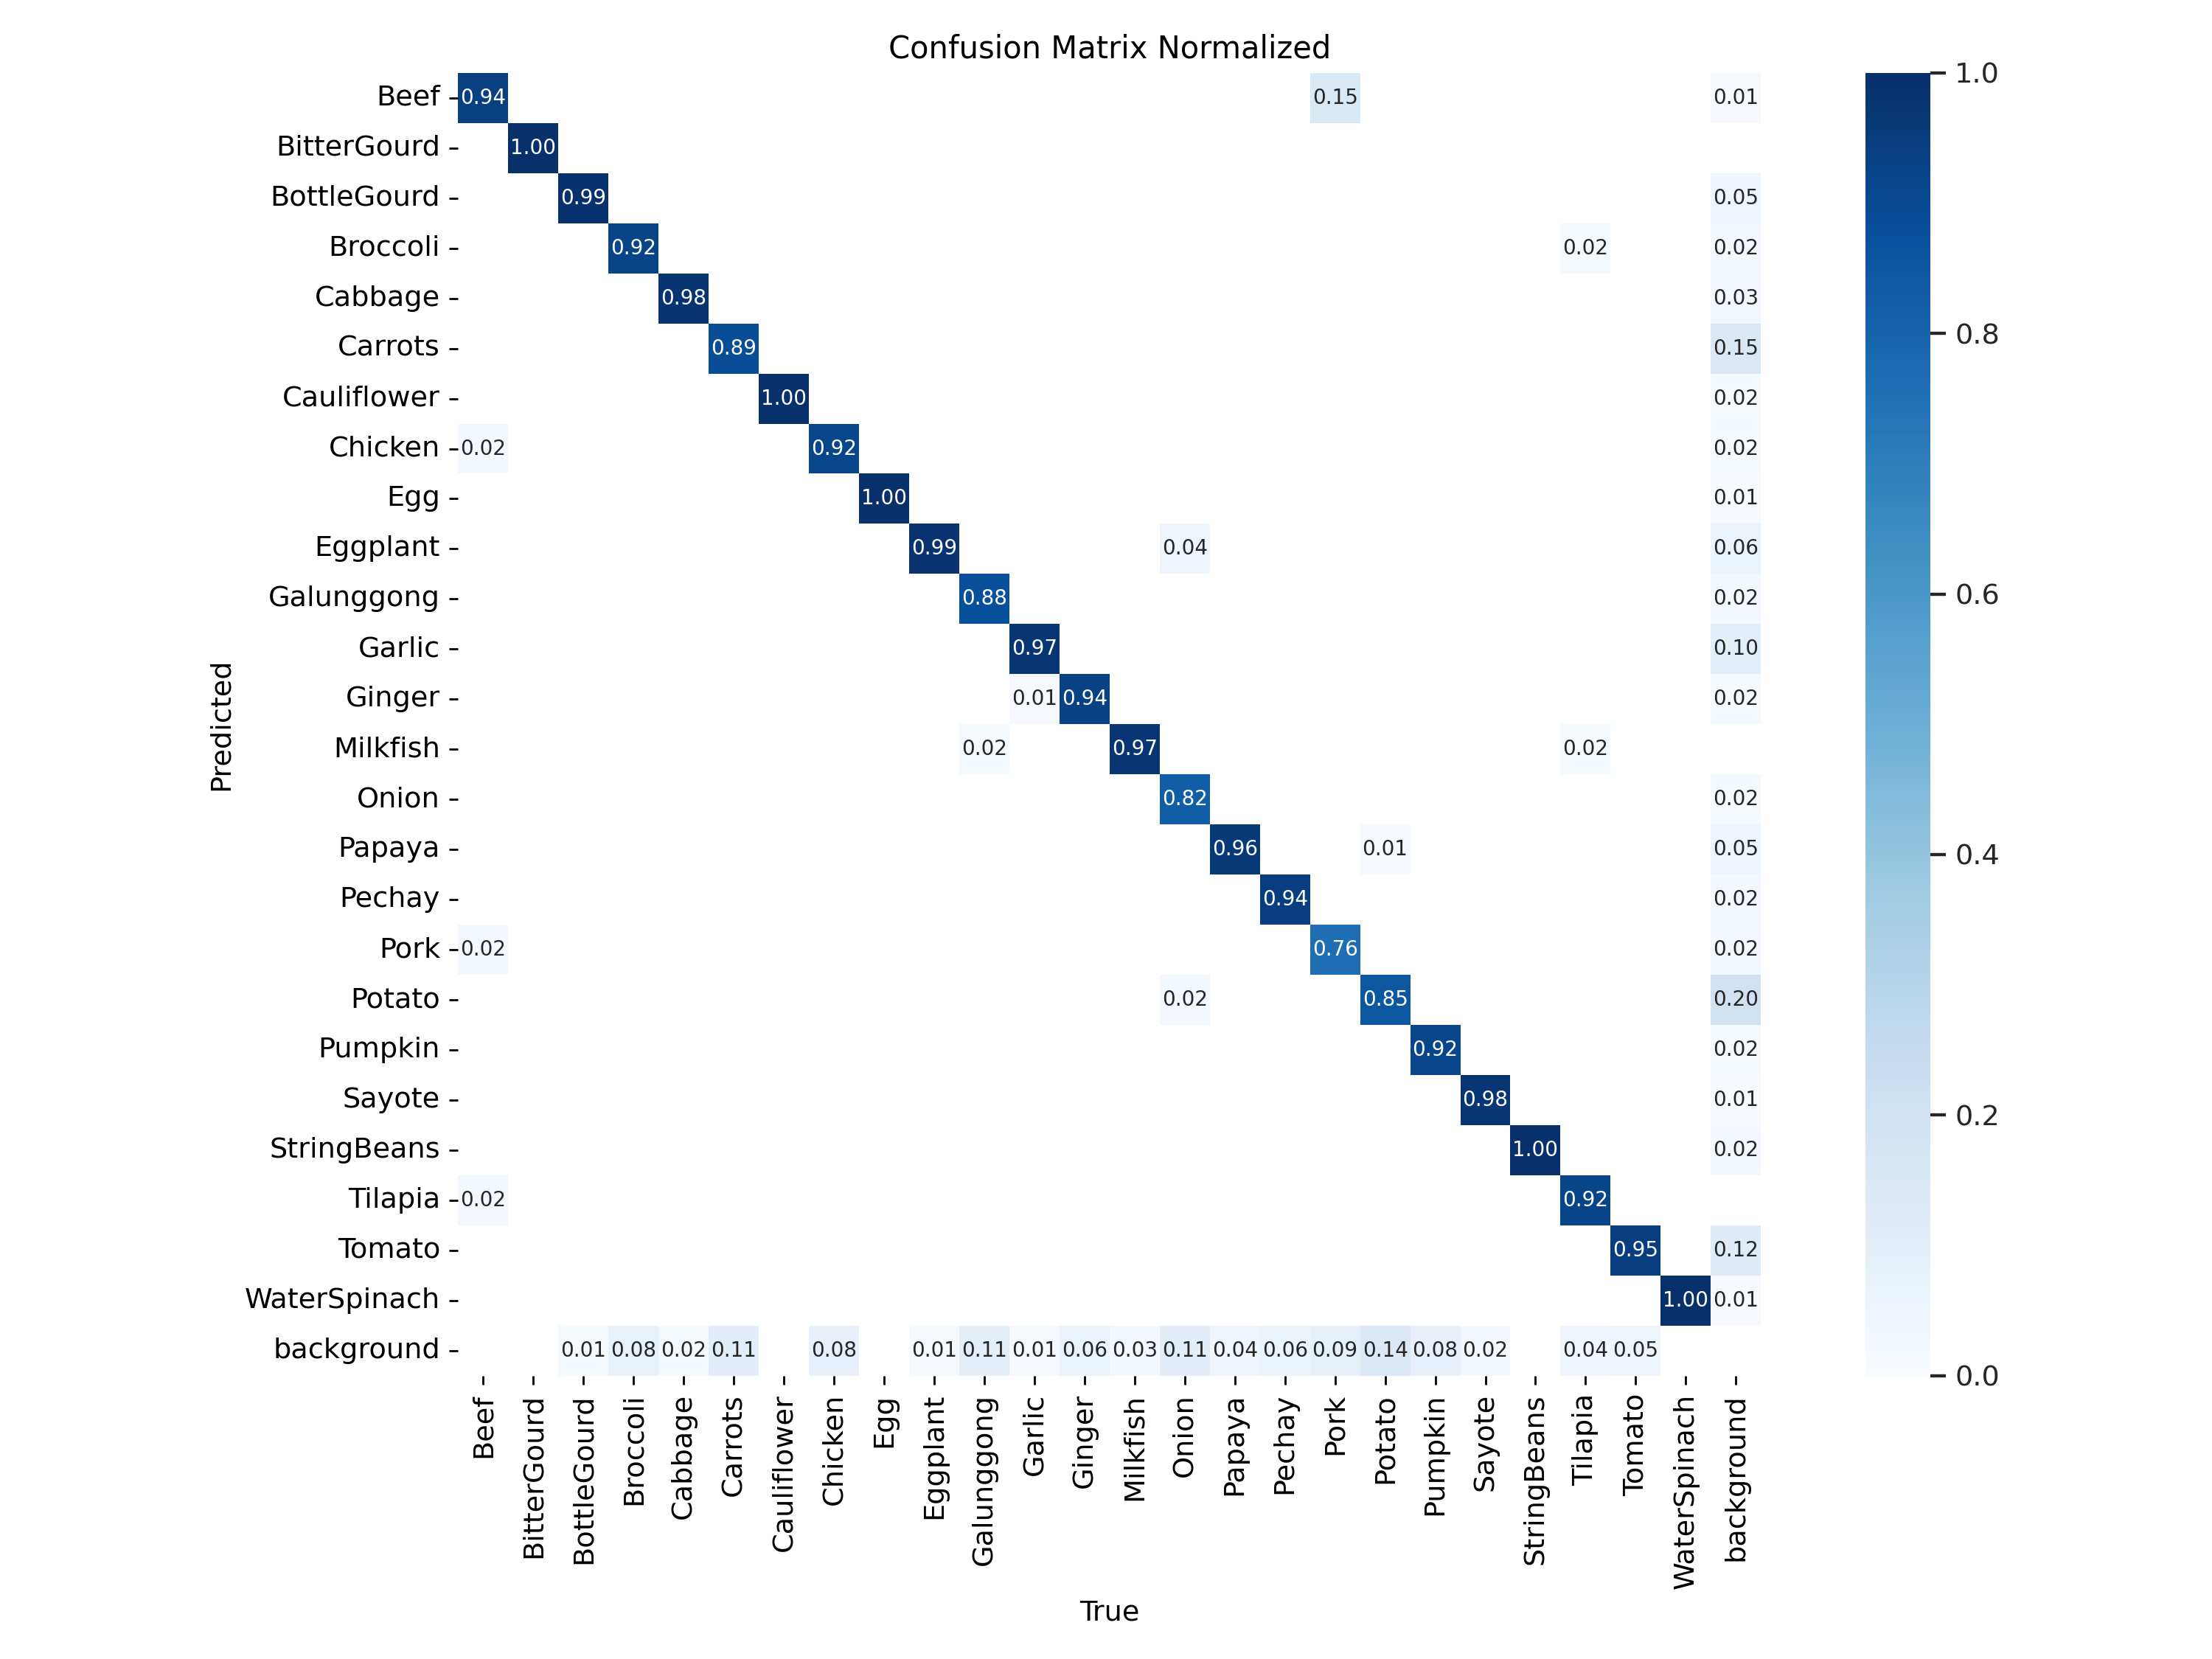 Confusion Matrix Normalized
Beef 0.94 0.15 0.01
BitterGourd 1.00
BottleGourd 0.99 0.05
Broccoli 0.92 0.02 0.02
Cabbage 0.98 0.03
Carrots 0.89 0.15
Cauliflower 1.00 0.02
Chicken 0.02 0.92 0.02
Egg 1.00 0.01
Eggplant 0.99 0.04 0.06
Galunggong 0.88 0.02
Garlic 0.97 0.10
Ginger 0.01 0.94 0.02
Milkfish 0.02 0.97 0.02
Onion 0.82 0.02
Papaya 0.96 0.01 0.05
Pechay 0.94 0.02
Pork 0.02 0.76 0.02
Potato 0.02 0.85 0.20
Pumpkin 0.92 0.02
Sayote 0.98 0.01
StringBeans 1.00 0.02
Tilapia 0.02 0.92
Tomato 0.95 0.12
WaterSpinach 1.00 0.01
background 0.01 0.08 0.02 0.11 0.08 0.01 0.11 0.01 0.06 0.03 0.11 0.04 0.06 0.09 0.14 0.08 0.02 0.04 0.05
Predicted
Beef BitterGourd BottleGourd Broccoli Cabbage Carrots Cauliflower Chicken Egg Eggplant Galunggong Garlic Ginger Milkfish Onion Papaya Pechay Pork Potato Pumpkin Sayote StringBeans Tilapia Tomato WaterSpinach background
True
1.0
0.8
0.6
0.4
0.2
0.0